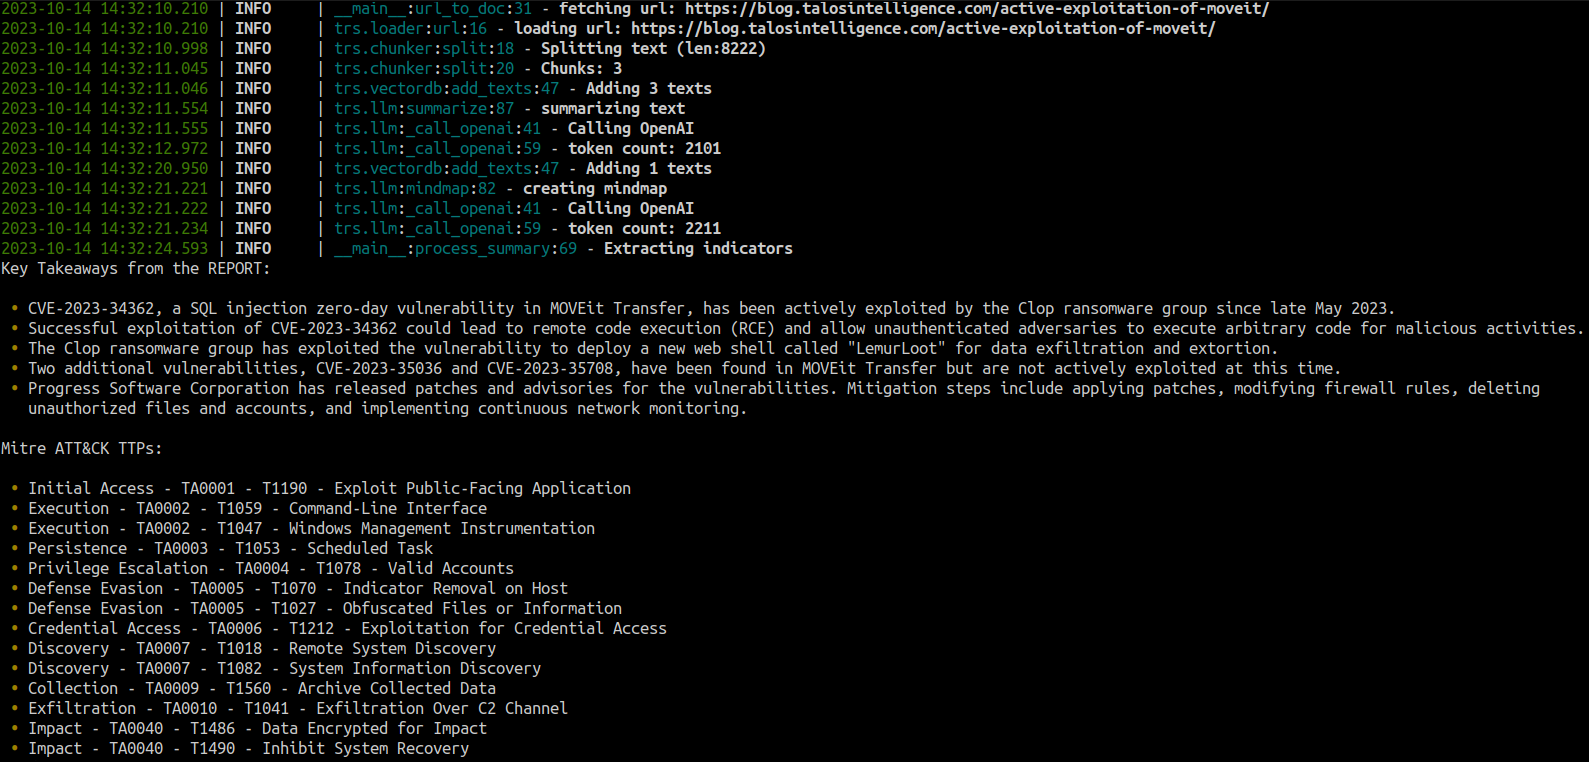 2023-10-14 14:32:10.210 | INFO     | __main__:url_to_doc:31 - fetching url: https://blog.talosintelligence.com/active-exploitation-of-moveit/
2023-10-14 14:32:10.210 | INFO     | trs.loader:url:16 - loading url: https://blog.talosintelligence.com/active-exploitation-of-moveit/
2023-10-14 14:32:10.998 | INFO     | trs.chunker:split:18 - Splitting text (len:8222)
2023-10-14 14:32:11.045 | INFO     | trs.chunker:split:20 - Chunks: 3
2023-10-14 14:32:11.046 | INFO     | trs.vectordb:add_texts:47 - Adding 3 texts
2023-10-14 14:32:11.554 | INFO     | trs.llm:summarize:87 - summarizing text
2023-10-14 14:32:11.555 | INFO     | trs.llm:_call_openai:41 - Calling OpenAI
2023-10-14 14:32:12.972 | INFO     | trs.llm:_call_openai:59 - token count: 2101
2023-10-14 14:32:20.950 | INFO     | trs.vectordb:add_texts:47 - Adding 1 texts
2023-10-14 14:32:21.221 | INFO     | trs.llm:mindmap:82 - creating mindmap
2023-10-14 14:32:21.222 | INFO     | trs.llm:_call_openai:41 - Calling OpenAI
2023-10-14 14:32:21.234 | INFO     | trs.llm:_call_openai:59 - token count: 2211
2023-10-14 14:32:24.593 | INFO     | __main__:process_summary:69 - Extracting indicators
Key Takeaways from the REPORT:
• CVE-2023-34362, a SQL injection zero-day vulnerability in MOVEit Transfer, has been actively exploited by the Clop ransomware group since late May 2023.
• Successful exploitation of CVE-2023-34362 could lead to remote code execution (RCE) and allow unauthenticated adversaries to execute arbitrary code for malicious activities.
• The Clop ransomware group has exploited the vulnerability to deploy a new web shell called "LemurLoot" for data exfiltration and extortion.
• Two additional vulnerabilities, CVE-2023-35036 and CVE-2023-35708, have been found in MOVEit Transfer but are not actively exploited at this time.
• Progress Software Corporation has released patches and advisories for the vulnerabilities. Mitigation steps include applying patches, modifying firewall rules, deleting
unauthorized files and accounts, and implementing continuous network monitoring.
Mitre ATT&CK TTPs:
• Initial Access - TA0001 - T1190 - Exploit Public-Facing Application
• Execution - TA0002 - T1059 - Command-Line Interface
• Execution - TA0002 - T1047 - Windows Management Instrumentation
• Persistence - TA0003 - T1053 - Scheduled Task
• Privilege Escalation - TA0004 - T1078 - Valid Accounts
• Defense Evasion - TA0005 - T1070 - Indicator Removal on Host
• Defense Evasion - TA0005 - T1027 - Obfuscated Files or Information
• Credential Access - TA0006 - T1212 - Exploitation for Credential Access
• Discovery - TA0007 - T1018 - Remote System Discovery
• Discovery - TA0007 - T1082 - System Information Discovery
• Collection - TA0009 - T1560 - Archive Collected Data
• Exfiltration - TA0010 - T1041 - Exfiltration Over C2 Channel
• Impact - TA0040 - T1486 - Data Encrypted for Impact
• Impact - TA0040 - T1490 - Inhibit System Recovery